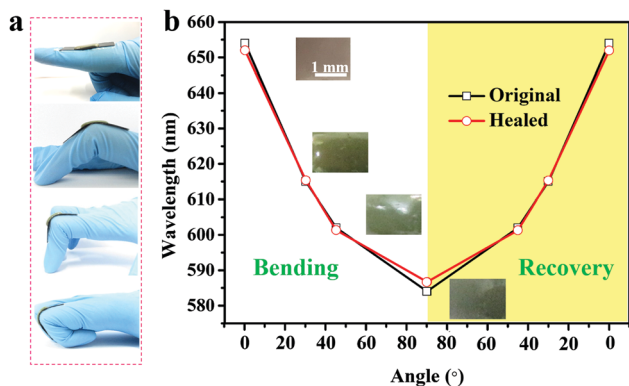 a
b
660
650
640
630
620
610
600
590
580
Wavelength (nm)
1 mm
Original
Healed
Bending
Recovery
0 20 40 60 80 80 60 40 20 0
Angle (°)